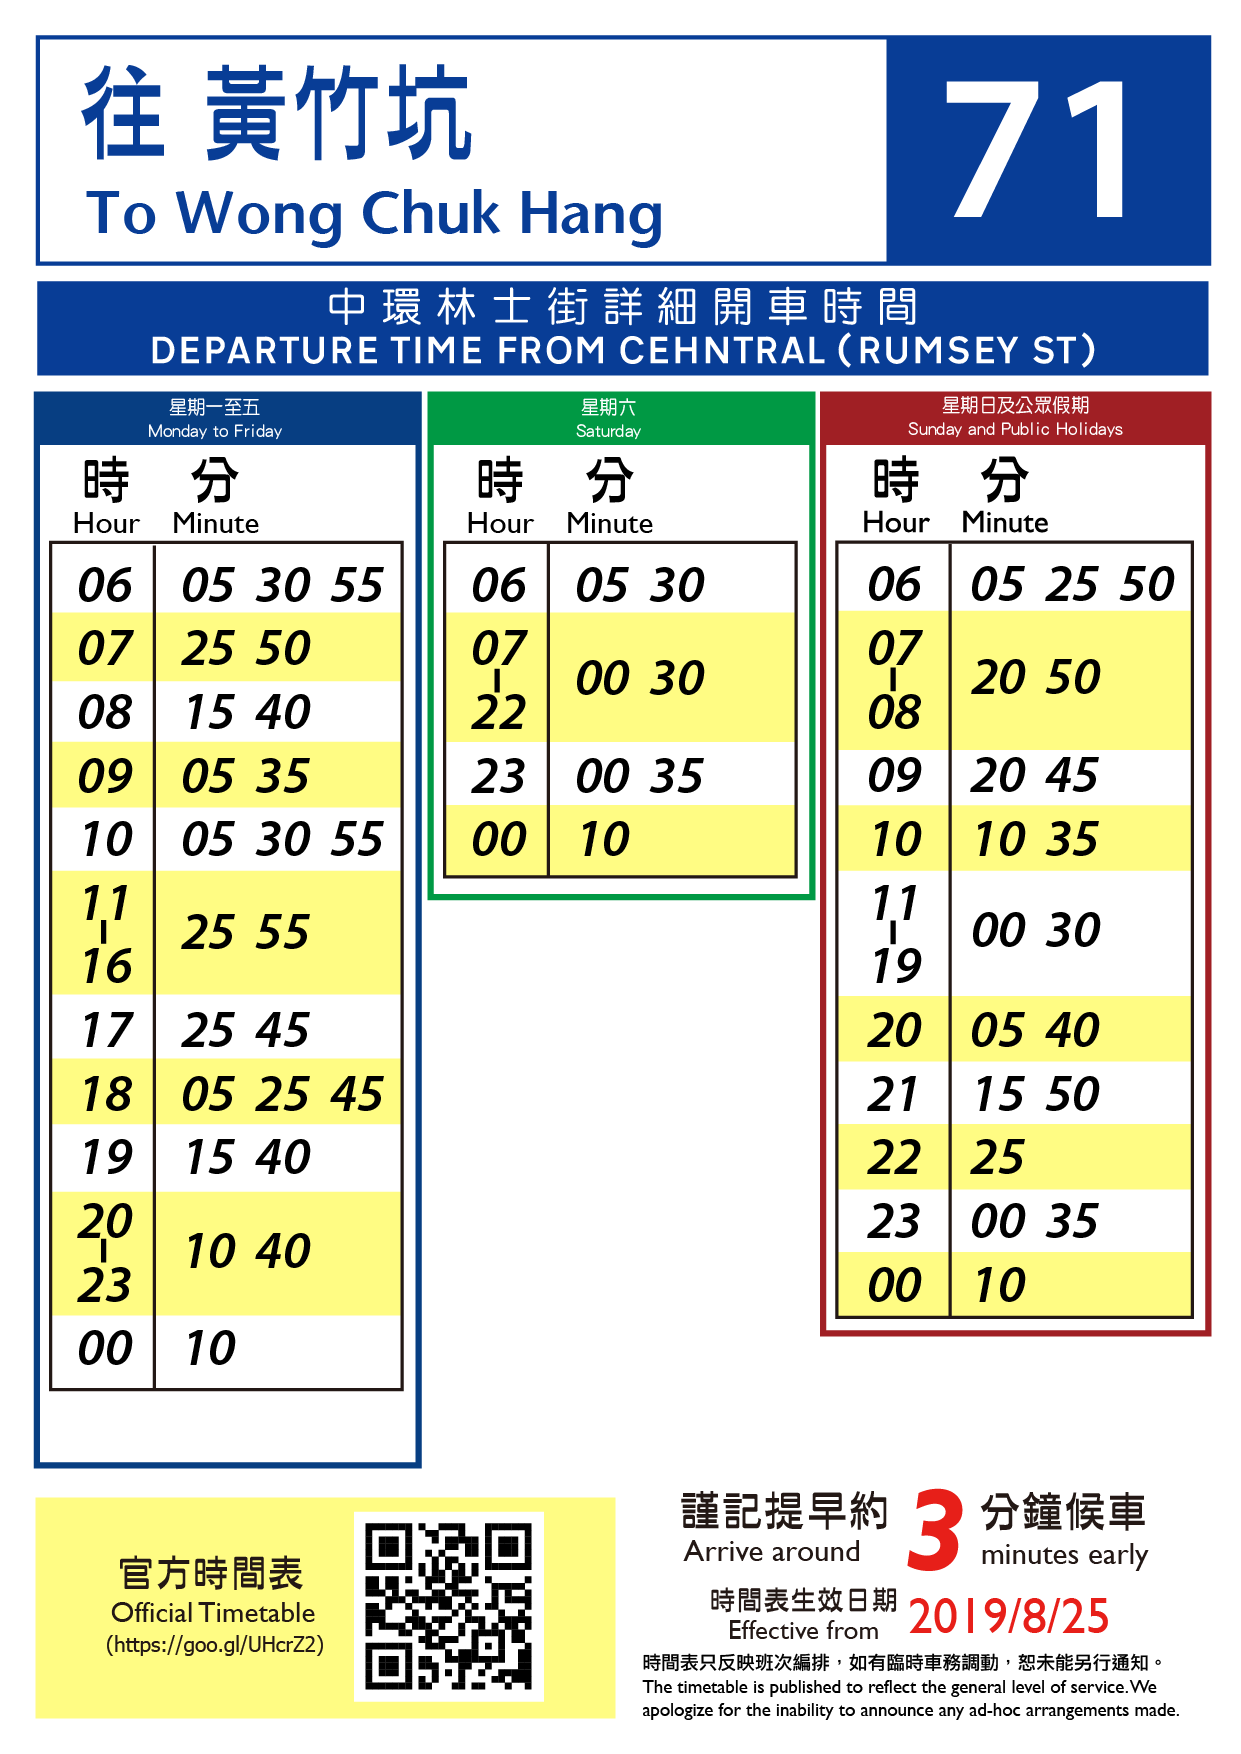 往 黃竹坑
To Wong Chuk Hang
71
中環林士街詳細開車時間
DEPARTURE TIME FROM CEHNTRAL (RUMSEY ST)
星期一至五
Monday to Friday
時 分
Hour Minute
06 05 30 55
07 25 50
08 15 40
09 05 35
10 05 30 55
11
25 55
16
17 25 45
18 05 25 45
19 15 40
20
10 40
23
00 10
星期六
Saturday
時 分
Hour Minute
06 05 30
07
00 30
22
23 00 35
00 10
星期日及公眾假期
Sunday and Public Holidays
時 分
Hour Minute
06 05 25 50
07
20 50
08
09 20 45
10 10 35
11
00 30
19
20 05 40
21 15 50
22 25
23 00 35
00 10
官方時間表
Official Timetable
(https://goo.gl/UHcrZ2)
謹記提早約 3 分鐘候車
Arrive around minutes early
時間表生效日期
Effective from 2019/8/25
時間表只反映班次編排，如有臨時車務調動，恕未能另行通知。
The timetable is published to reflect the general level of service. We
apologize for the inability to announce any ad-hoc arrangements made.